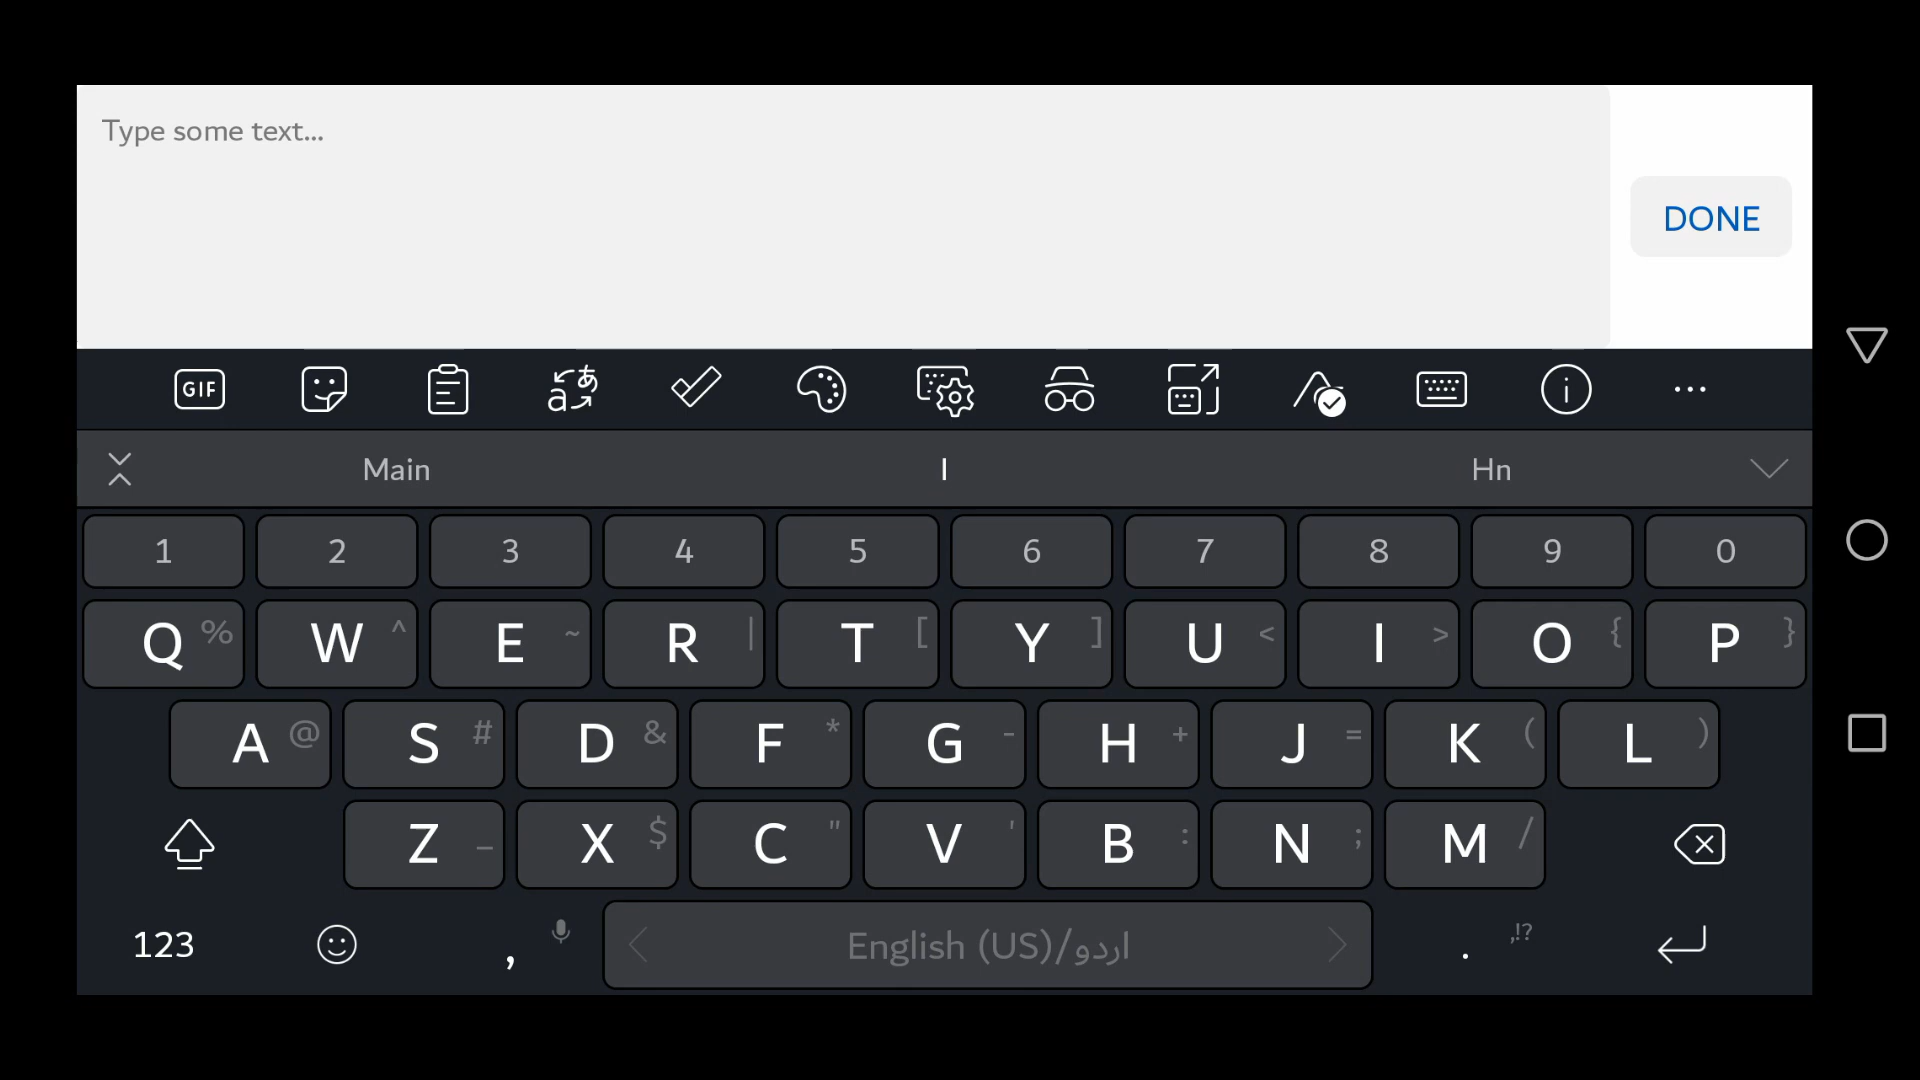 Type some text...
DONE
GIF
Main I Hn
1 2 3 4 5 6 7 8 9 0
Q % W ^ E ~ R | T [ Y ] U < I > O { P }
A @ S # D & F * G - H + J = K ( L )
Z _ X $ C " V ' B : N ; M /
123 , English (US)/اردو . ,!?